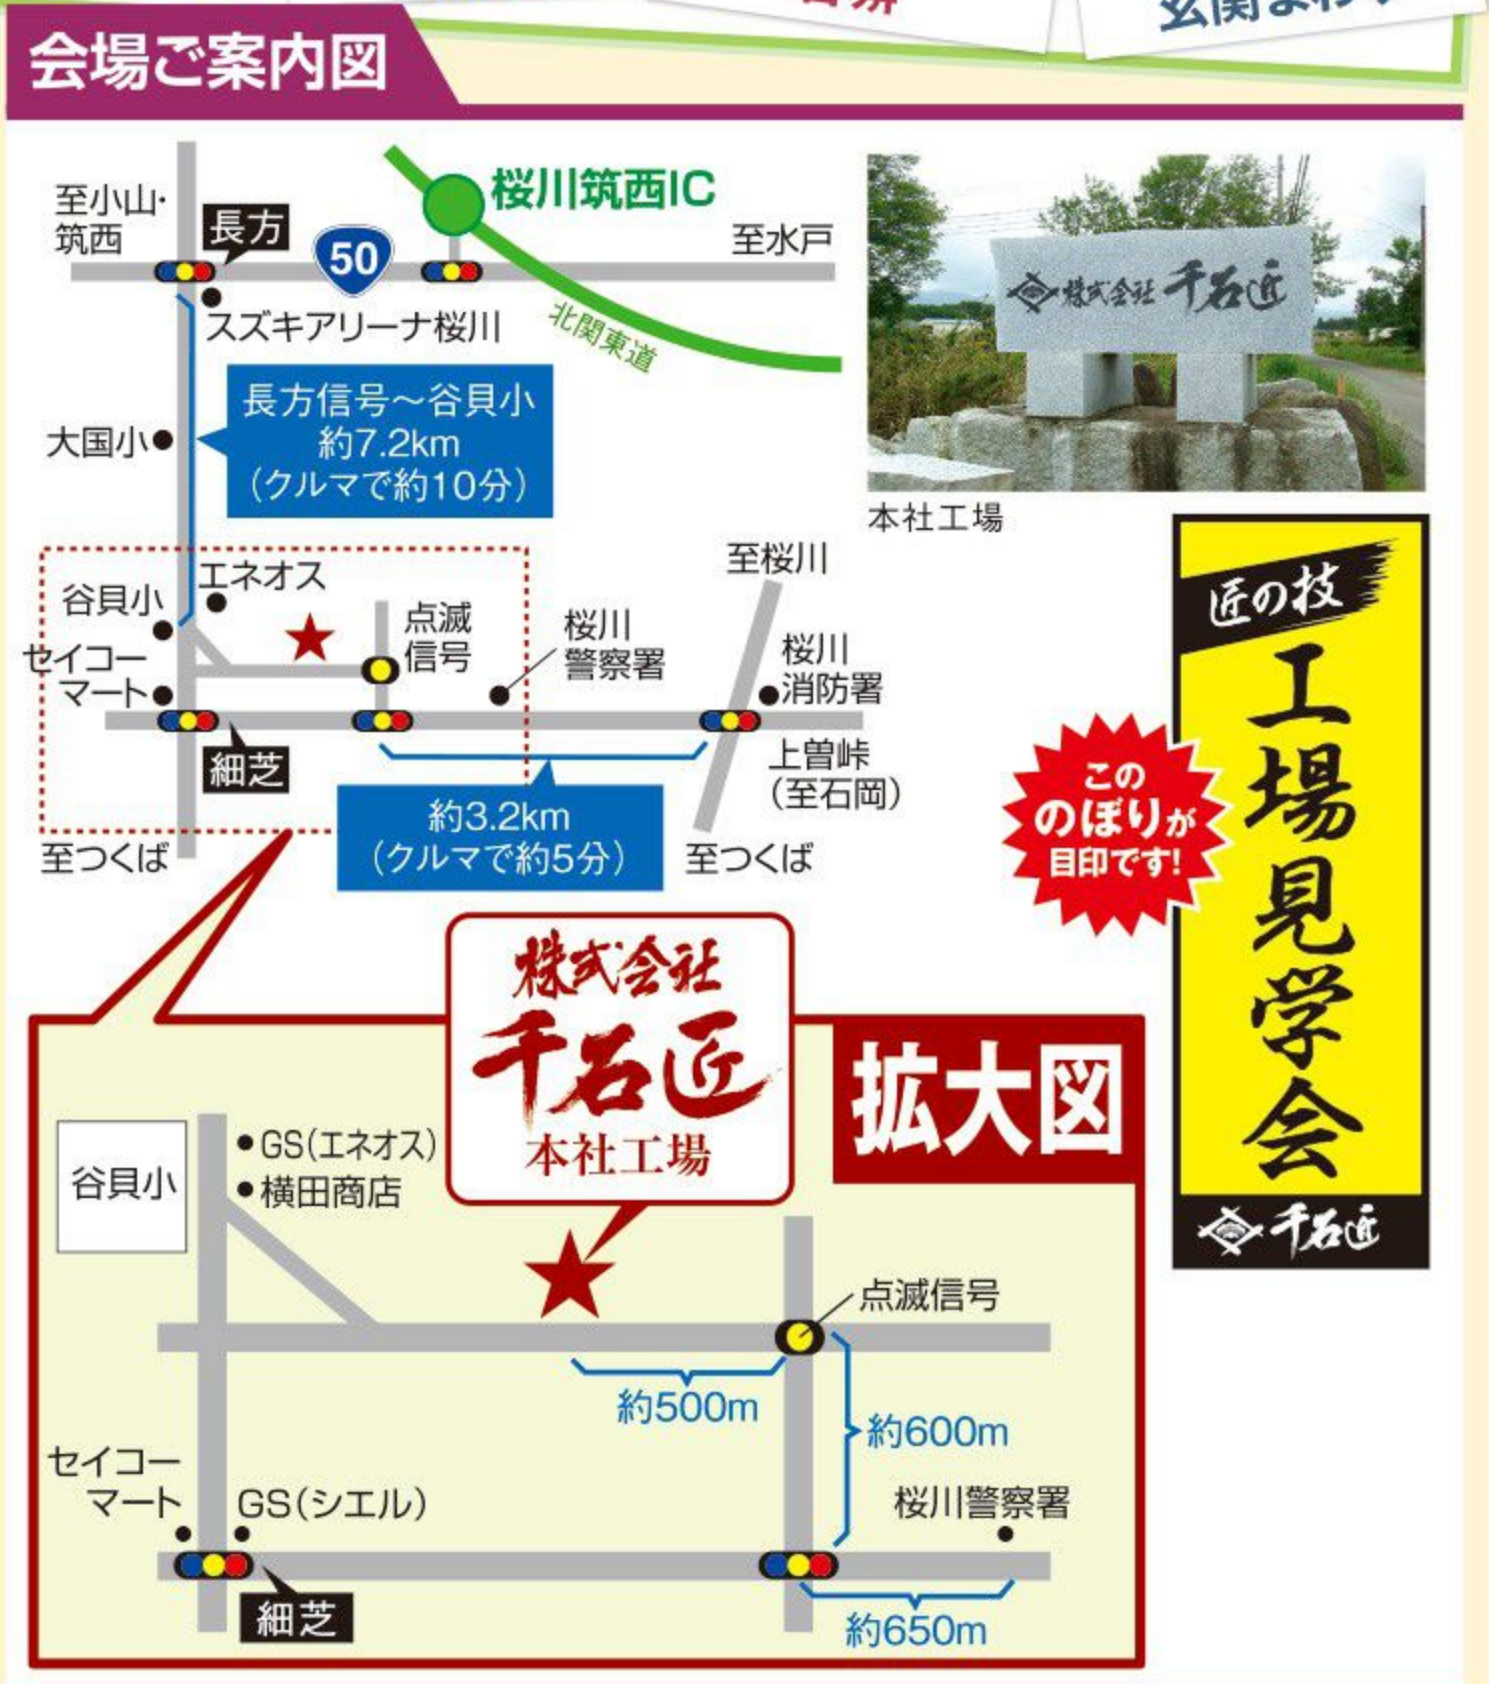 会場ご案内図
至小山・
筑西
長方
50
桜川筑西IC
至水戸
スズキアリーナ桜川
北関東道
長方信号～谷貝小
約7.2km
（クルマで約10分）
大国小
株式会社 千石匠
本社工場
エネオス
谷貝小
セイコー
マート
点滅
信号
桜川
警察署
至桜川
桜川
消防署
細芝
上曽峠
（至石岡）
約3.2km
（クルマで約5分）
至つくば
至つくば
匠の技
工場見学会
千石匠
この
のぼりが
目印です!
株式会社
千石匠
本社工場
拡大図
谷貝小
GS(エネオス)
横田商店
点滅信号
約500m
約600m
セイコー
マート
GS(シエル)
桜川警察署
細芝
約650m